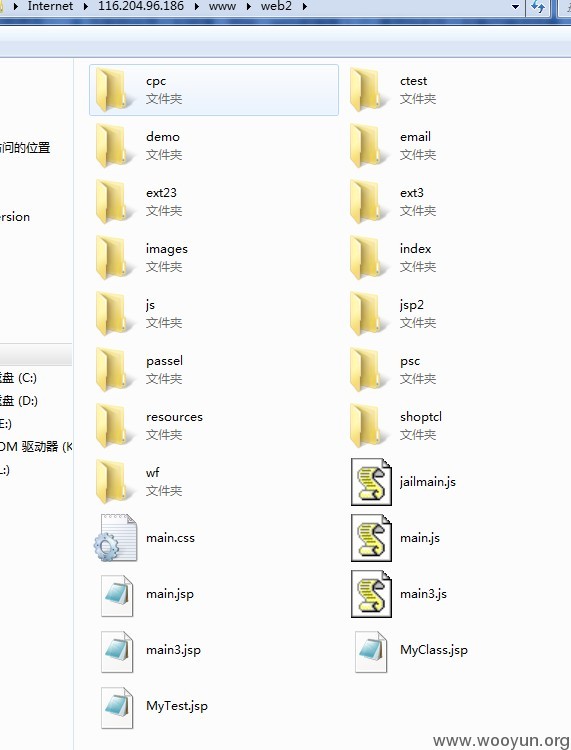 Internet ▸ 116.204.96.186 ▸ www ▸ web2 ▸
问的位置
ersion
盘 (C:)
盘 (D:)
E:)
OM 驱动器 (K
L:)
cpc
文件夹
ctest
文件夹
demo
文件夹
email
文件夹
ext23
文件夹
ext3
文件夹
images
文件夹
index
文件夹
js
文件夹
jsp2
文件夹
passel
文件夹
psc
文件夹
resources
文件夹
shoptcl
文件夹
wf
文件夹
jailmain.js
main.css
main.js
main.jsp
main3.js
main3.jsp
MyClass.jsp
MyTest.jsp
www.wooyun.org